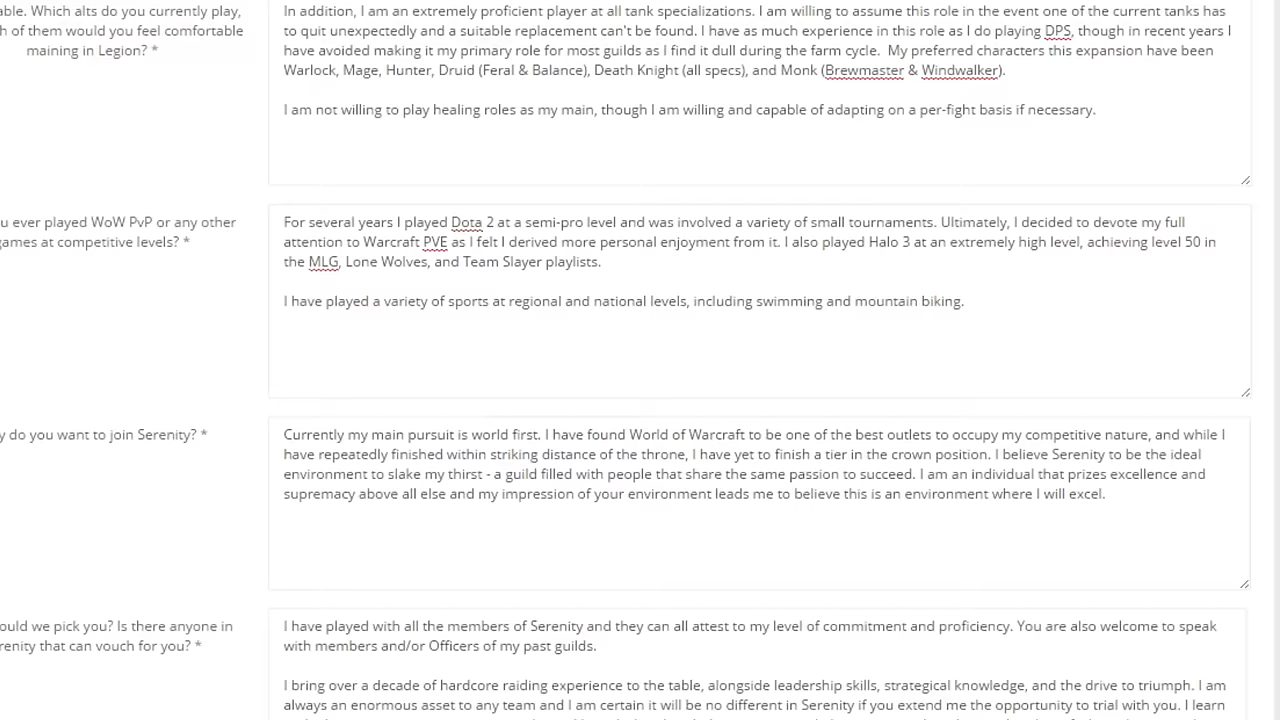 able. Which alts do you currently play,
h of them would you feel comfortable
maining in Legion? *
In addition, I am an extremely proficient player at all tank specializations. I am willing to assume this role in the event one of the current tanks has
to quit unexpectedly and a suitable replacement can't be found. I have as much experience in this role as I do playing DPS, though in recent years I
have avoided making it my primary role for most guilds as I find it dull during the farm cycle.  My preferred characters this expansion have been
Warlock, Mage, Hunter, Druid (Feral & Balance), Death Knight (all specs), and Monk (Brewmaster & Windwalker).
I am not willing to play healing roles as my main, though I am willing and capable of adapting on a per-fight basis if necessary.
u ever played WoW PvP or any other
games at competitive levels? *
For several years I played Dota 2 at a semi-pro level and was involved a variety of small tournaments. Ultimately, I decided to devote my full
attention to Warcraft PVE as I felt I derived more personal enjoyment from it. I also played Halo 3 at an extremely high level, achieving level 50 in
the MLG, Lone Wolves, and Team Slayer playlists.
I have played a variety of sports at regional and national levels, including swimming and mountain biking.
y do you want to join Serenity? *
Currently my main pursuit is world first. I have found World of Warcraft to be one of the best outlets to occupy my competitive nature, and while I
have repeatedly finished within striking distance of the throne, I have yet to finish a tier in the crown position. I believe Serenity to be the ideal
environment to slake my thirst - a guild filled with people that share the same passion to succeed. I am an individual that prizes excellence and
supremacy above all else and my impression of your environment leads me to believe this is an environment where I will excel.
ould we pick you? Is there anyone in
renity that can vouch for you? *
I have played with all the members of Serenity and they can all attest to my level of commitment and proficiency. You are also welcome to speak
with members and/or Officers of my past guilds.
I bring over a decade of hardcore raiding experience to the table, alongside leadership skills, strategical knowledge, and the drive to triumph. I am
always an enormous asset to any team and I am certain it will be no different in Serenity if you extend me the opportunity to trial with you. I learn